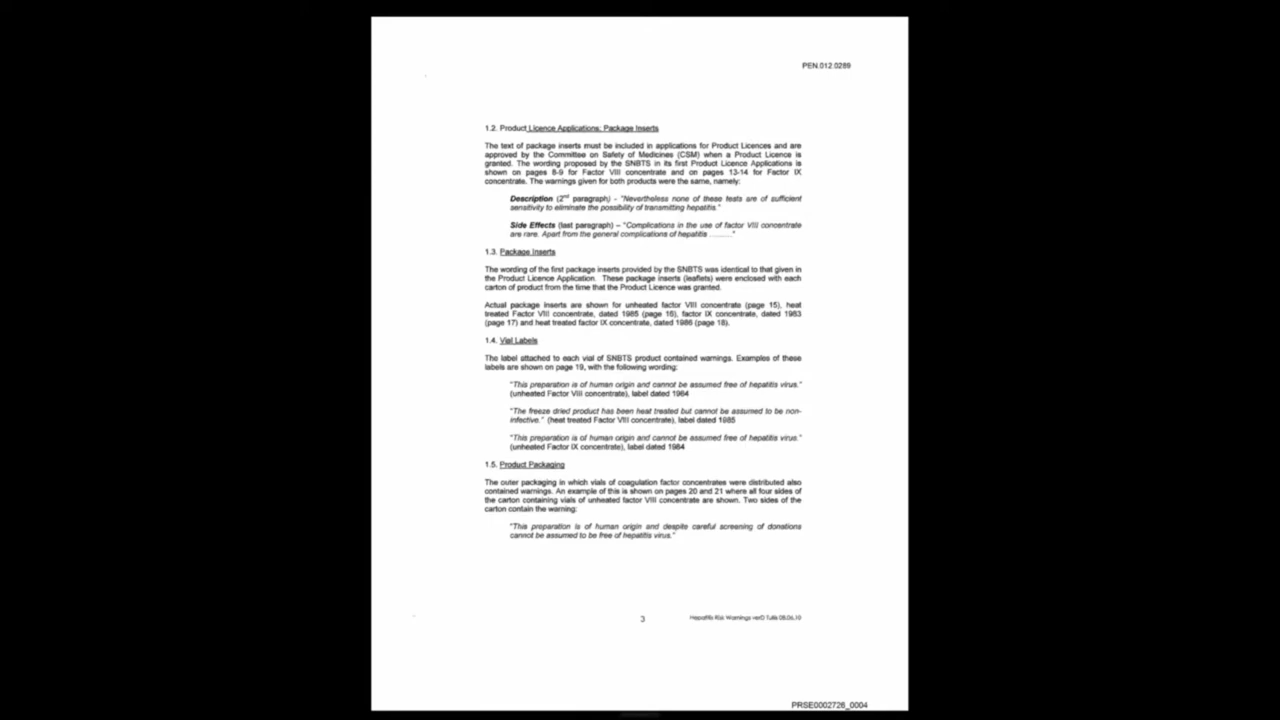 PEN.012.0289
1.2. Product Licence Applications; Package Inserts
The text of package inserts must be included in applications for Product Licences and are
approved by the Committee on Safety of Medicines (CSM) when a Product Licence is
granted. The wording proposed by the SNBTS in its first Product Licence Applications is
shown on pages 8-9 for Factor VIII concentrate and on pages 13-14 for Factor IX
concentrate. The warnings given for both products were the same, namely:
Description (2nd paragraph) - "Nevertheless none of these tests are of sufficient
sensitivity to eliminate the possibility of transmitting hepatitis."
Side Effects (last paragraph) – "Complications in the use of factor VIII concentrate
are rare. Apart from the general complications of hepatitis ........."
1.3. Package Inserts
The wording of the first package inserts provided by the SNBTS was identical to that given in
the Product Licence Application. These package inserts (leaflets) were enclosed with each
carton of product from the time that the Product Licence was granted.
Actual package inserts are shown for unheated factor VIII concentrate (page 15), heat
treated Factor VIII concentrate, dated 1985 (page 16), factor IX concentrate, dated 1983
(page 17) and heat treated factor IX concentrate, dated 1986 (page 18).
1.4. Vial Labels
The label attached to each vial of SNBTS product contained warnings. Examples of these
labels are shown on page 19, with the following wording:
"This preparation is of human origin and cannot be assumed free of hepatitis virus."
(unheated Factor VIII concentrate), label dated 1984
"The freeze dried product has been heat treated but cannot be assumed to be non-
infective." (heat treated Factor VIII concentrate), label dated 1985
"This preparation is of human origin and cannot be assumed free of hepatitis virus."
(unheated Factor IX concentrate), label dated 1984
1.5. Product Packaging
The outer packaging in which vials of coagulation factor concentrates were distributed also
contained warnings. An example of this is shown on pages 20 and 21 where all four sides of
the carton containing vials of unheated factor VIII concentrate are shown. Two sides of the
carton contain the warning:
"This preparation is of human origin and despite careful screening of donations
cannot be assumed to be free of hepatitis virus."
3
Hepatitis Risk Warnings verD Tulis 08.06.10
PRSE0002726_0004